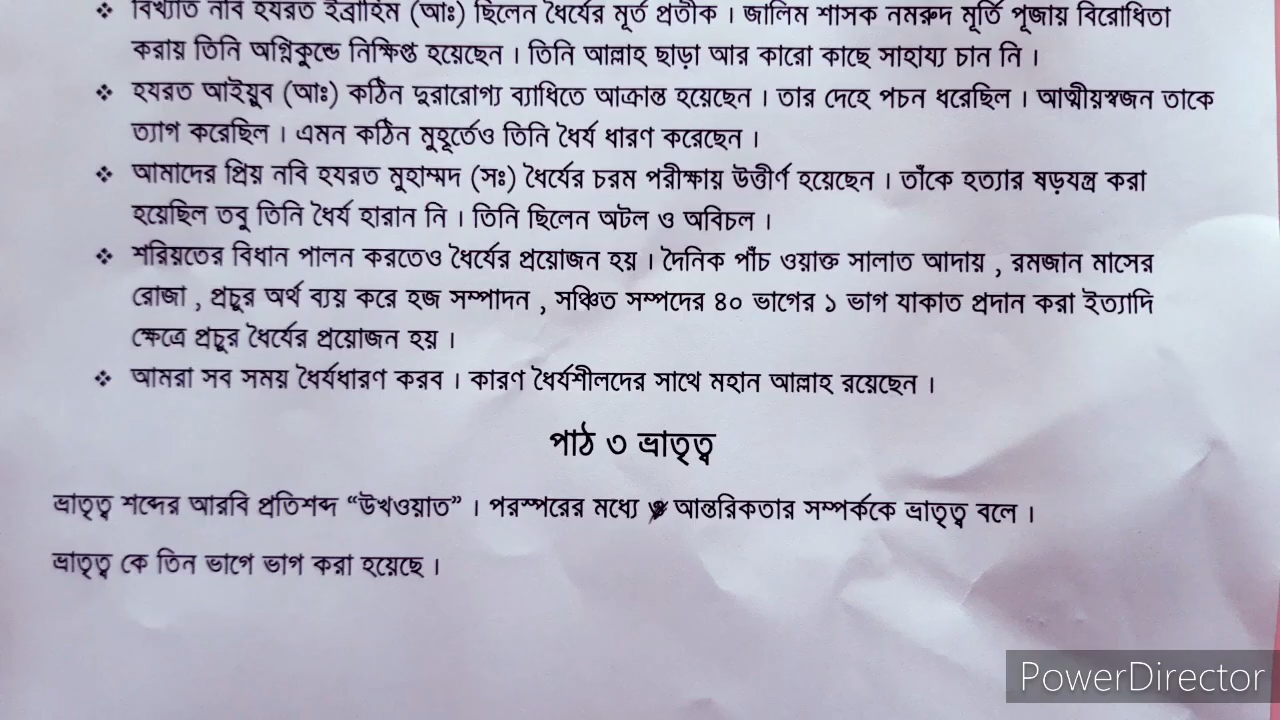 ❖ বিখ্যাত নবি হযরত ইব্রাহিম (আঃ) ছিলেন ধৈর্যের মূর্ত প্রতীক । জালিম শাসক নমরুদ মূর্তি পূজায় বিরোধিতা
করায় তিনি অগ্নিকুন্ডে নিক্ষিপ্ত হয়েছেন । তিনি আল্লাহ ছাড়া আর কারো কাছে সাহায্য চান নি ।
❖ হযরত আইয়ুব (আঃ) কঠিন দুরারোগ্য ব্যাধিতে আক্রান্ত হয়েছেন । তার দেহে পচন ধরেছিল । আত্মীয়স্বজন তাকে
ত্যাগ করেছিল । এমন কঠিন মুহূর্তেও তিনি ধৈর্য ধারণ করেছেন ।
❖ আমাদের প্রিয় নবি হযরত মুহাম্মদ (সঃ) ধৈর্যের চরম পরীক্ষায় উত্তীর্ণ হয়েছেন । তাঁকে হত্যার ষড়যন্ত্র করা
হয়েছিল তবু তিনি ধৈর্য হারান নি । তিনি ছিলেন অটল ও অবিচল ।
❖ শরিয়তের বিধান পালন করতেও ধৈর্যের প্রয়োজন হয় । দৈনিক পাঁচ ওয়াক্ত সালাত আদায় , রমজান মাসের
রোজা , প্রচুর অর্থ ব্যয় করে হজ সম্পাদন , সঞ্চিত সম্পদের ৪০ ভাগের ১ ভাগ যাকাত প্রদান করা ইত্যাদি
ক্ষেত্রে প্রচুর ধৈর্যের প্রয়োজন হয় ।
❖ আমরা সব সময় ধৈর্যধারণ করব । কারণ ধৈর্যশীলদের সাথে মহান আল্লাহ রয়েছেন ।
পাঠ ৩ ভ্রাতৃত্ব
ভ্রাতৃত্ব শব্দের আরবি প্রতিশব্দ “উখওয়াত” । পরস্পরের মধ্যে আন্তরিকতার সম্পর্ককে ভ্রাতৃত্ব বলে ।
ভ্রাতৃত্ব কে তিন ভাগে ভাগ করা হয়েছে ।
PowerDirector